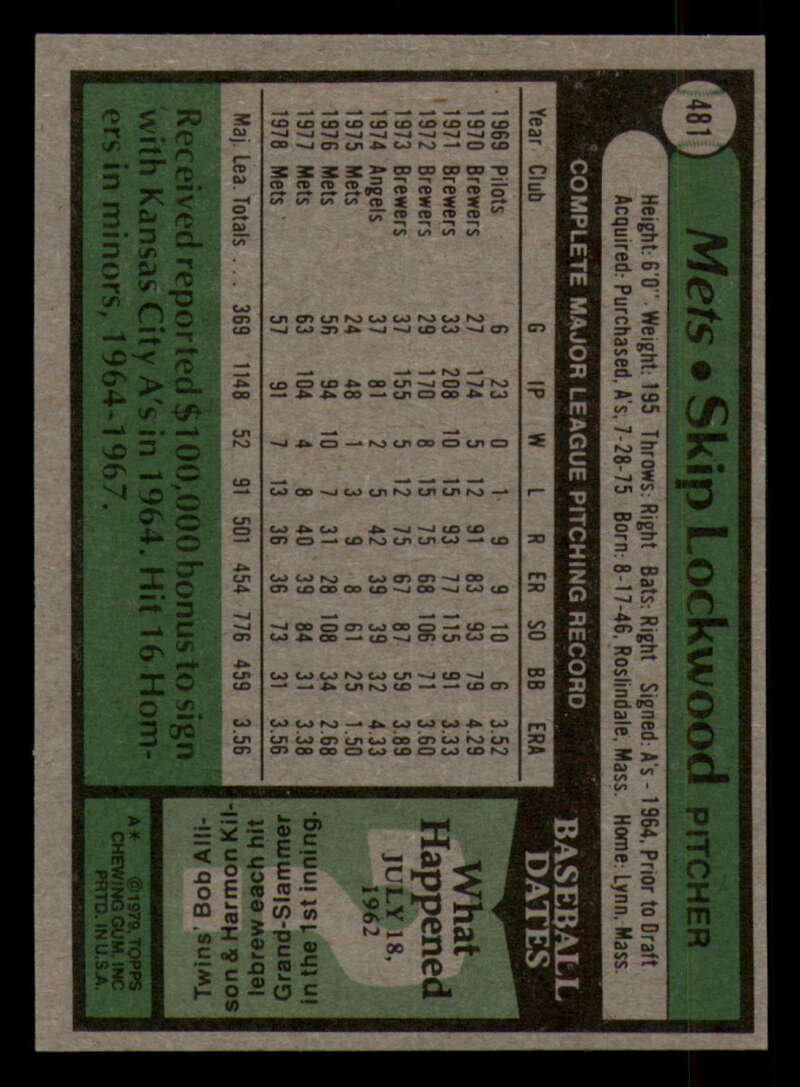 481
Mets • Skip Lockwood PITCHER
Height: 6'0". Weight: 195 Throws: Right Bats: Right Signed: A's - 1964, Prior to Draft
Acquired: Purchased, A's, 7-28-75 Born: 8-17-46, Roslindale, Mass. Home: Lynn, Mass.
COMPLETE MAJOR LEAGUE PITCHING RECORD
Year Club G IP W L R ER SO BB ERA
1969 Pilots 6 23 0 1 9 9 10 6 3.52
1970 Brewers 27 174 5 12 91 83 93 79 4.29
1971 Brewers 33 208 10 15 93 77 115 91 3.33
1972 Brewers 29 170 8 15 75 68 106 71 3.60
1973 Brewers 37 155 5 12 75 67 87 59 3.89
1974 Angels 37 81 2 5 42 39 39 32 4.33
1975 Mets 24 48 1 3 9 8 61 25 1.50
1976 Mets 56 94 10 7 31 28 108 34 2.68
1977 Mets 63 104 4 8 40 39 84 31 3.38
1978 Mets 57 91 7 13 36 36 73 31 3.56
Maj. Lea. Totals . . . 369 1148 52 91 501 454 776 459 3.56
Received reported $100,000 bonus to sign
with Kansas City A's in 1964. Hit 16 Hom-
ers in minors, 1964-1967.
BASEBALL
DATES
What
Happened
JULY 18,
1962
Twins' Bob Alli-
son & Harmon Kil-
lebrew each hit
Grand-Slammer
in the 1st inning.
A* ©1979, TOPPS
CHEWING GUM, INC
PRTD. IN U.S.A.